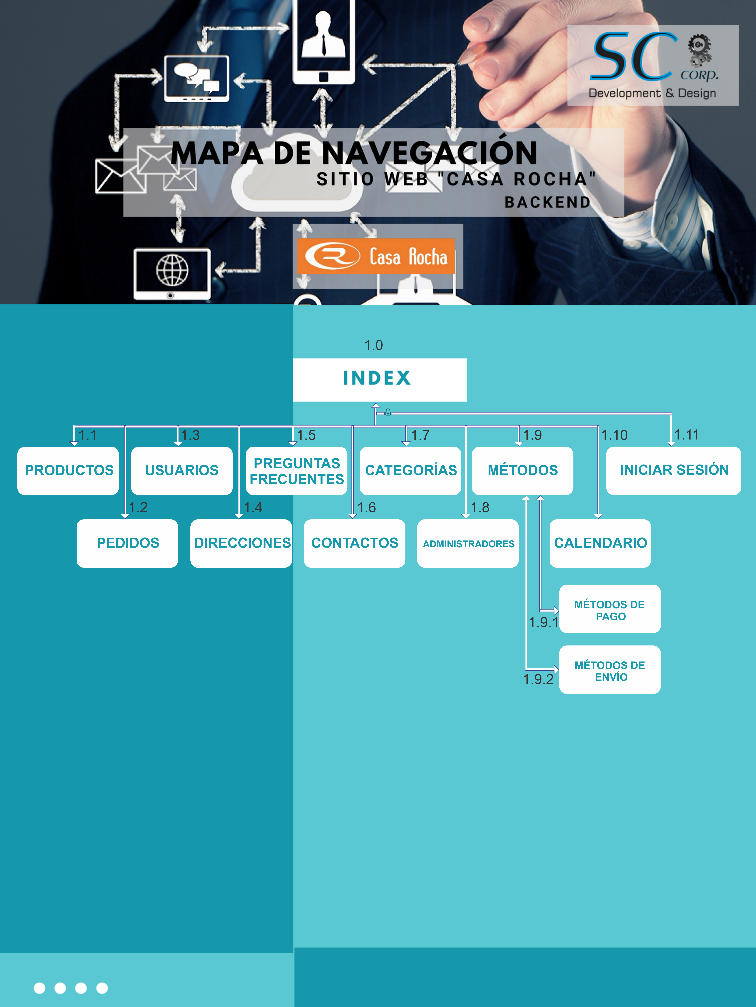 SC
CORP.
Development & Design
MAPA DE NAVEGACIÓN
SITIO WEB "CASA ROCHA"
BACKEND
R Casa Rocha
1.0
INDEX
1.1
PRODUCTOS
1.2
PEDIDOS
1.3
USUARIOS
1.4
DIRECCIONES
1.5
PREGUNTAS
FRECUENTES
1.6
CONTACTOS
1.7
CATEGORÍAS
1.8
ADMINISTRADORES
1.9
MÉTODOS
1.9.1
MÉTODOS DE
PAGO
1.9.2
MÉTODOS DE
ENVÍO
1.10
CALENDARIO
1.11
INICIAR SESIÓN